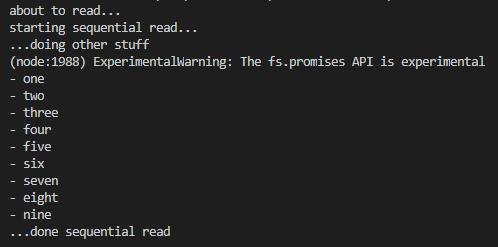 about to read...
starting sequential read...
...doing other stuff
(node:1988) ExperimentalWarning: The fs.promises API is experimental
- one
- two
- three
- four
- five
- six
- seven
- eight
- nine
...done sequential read